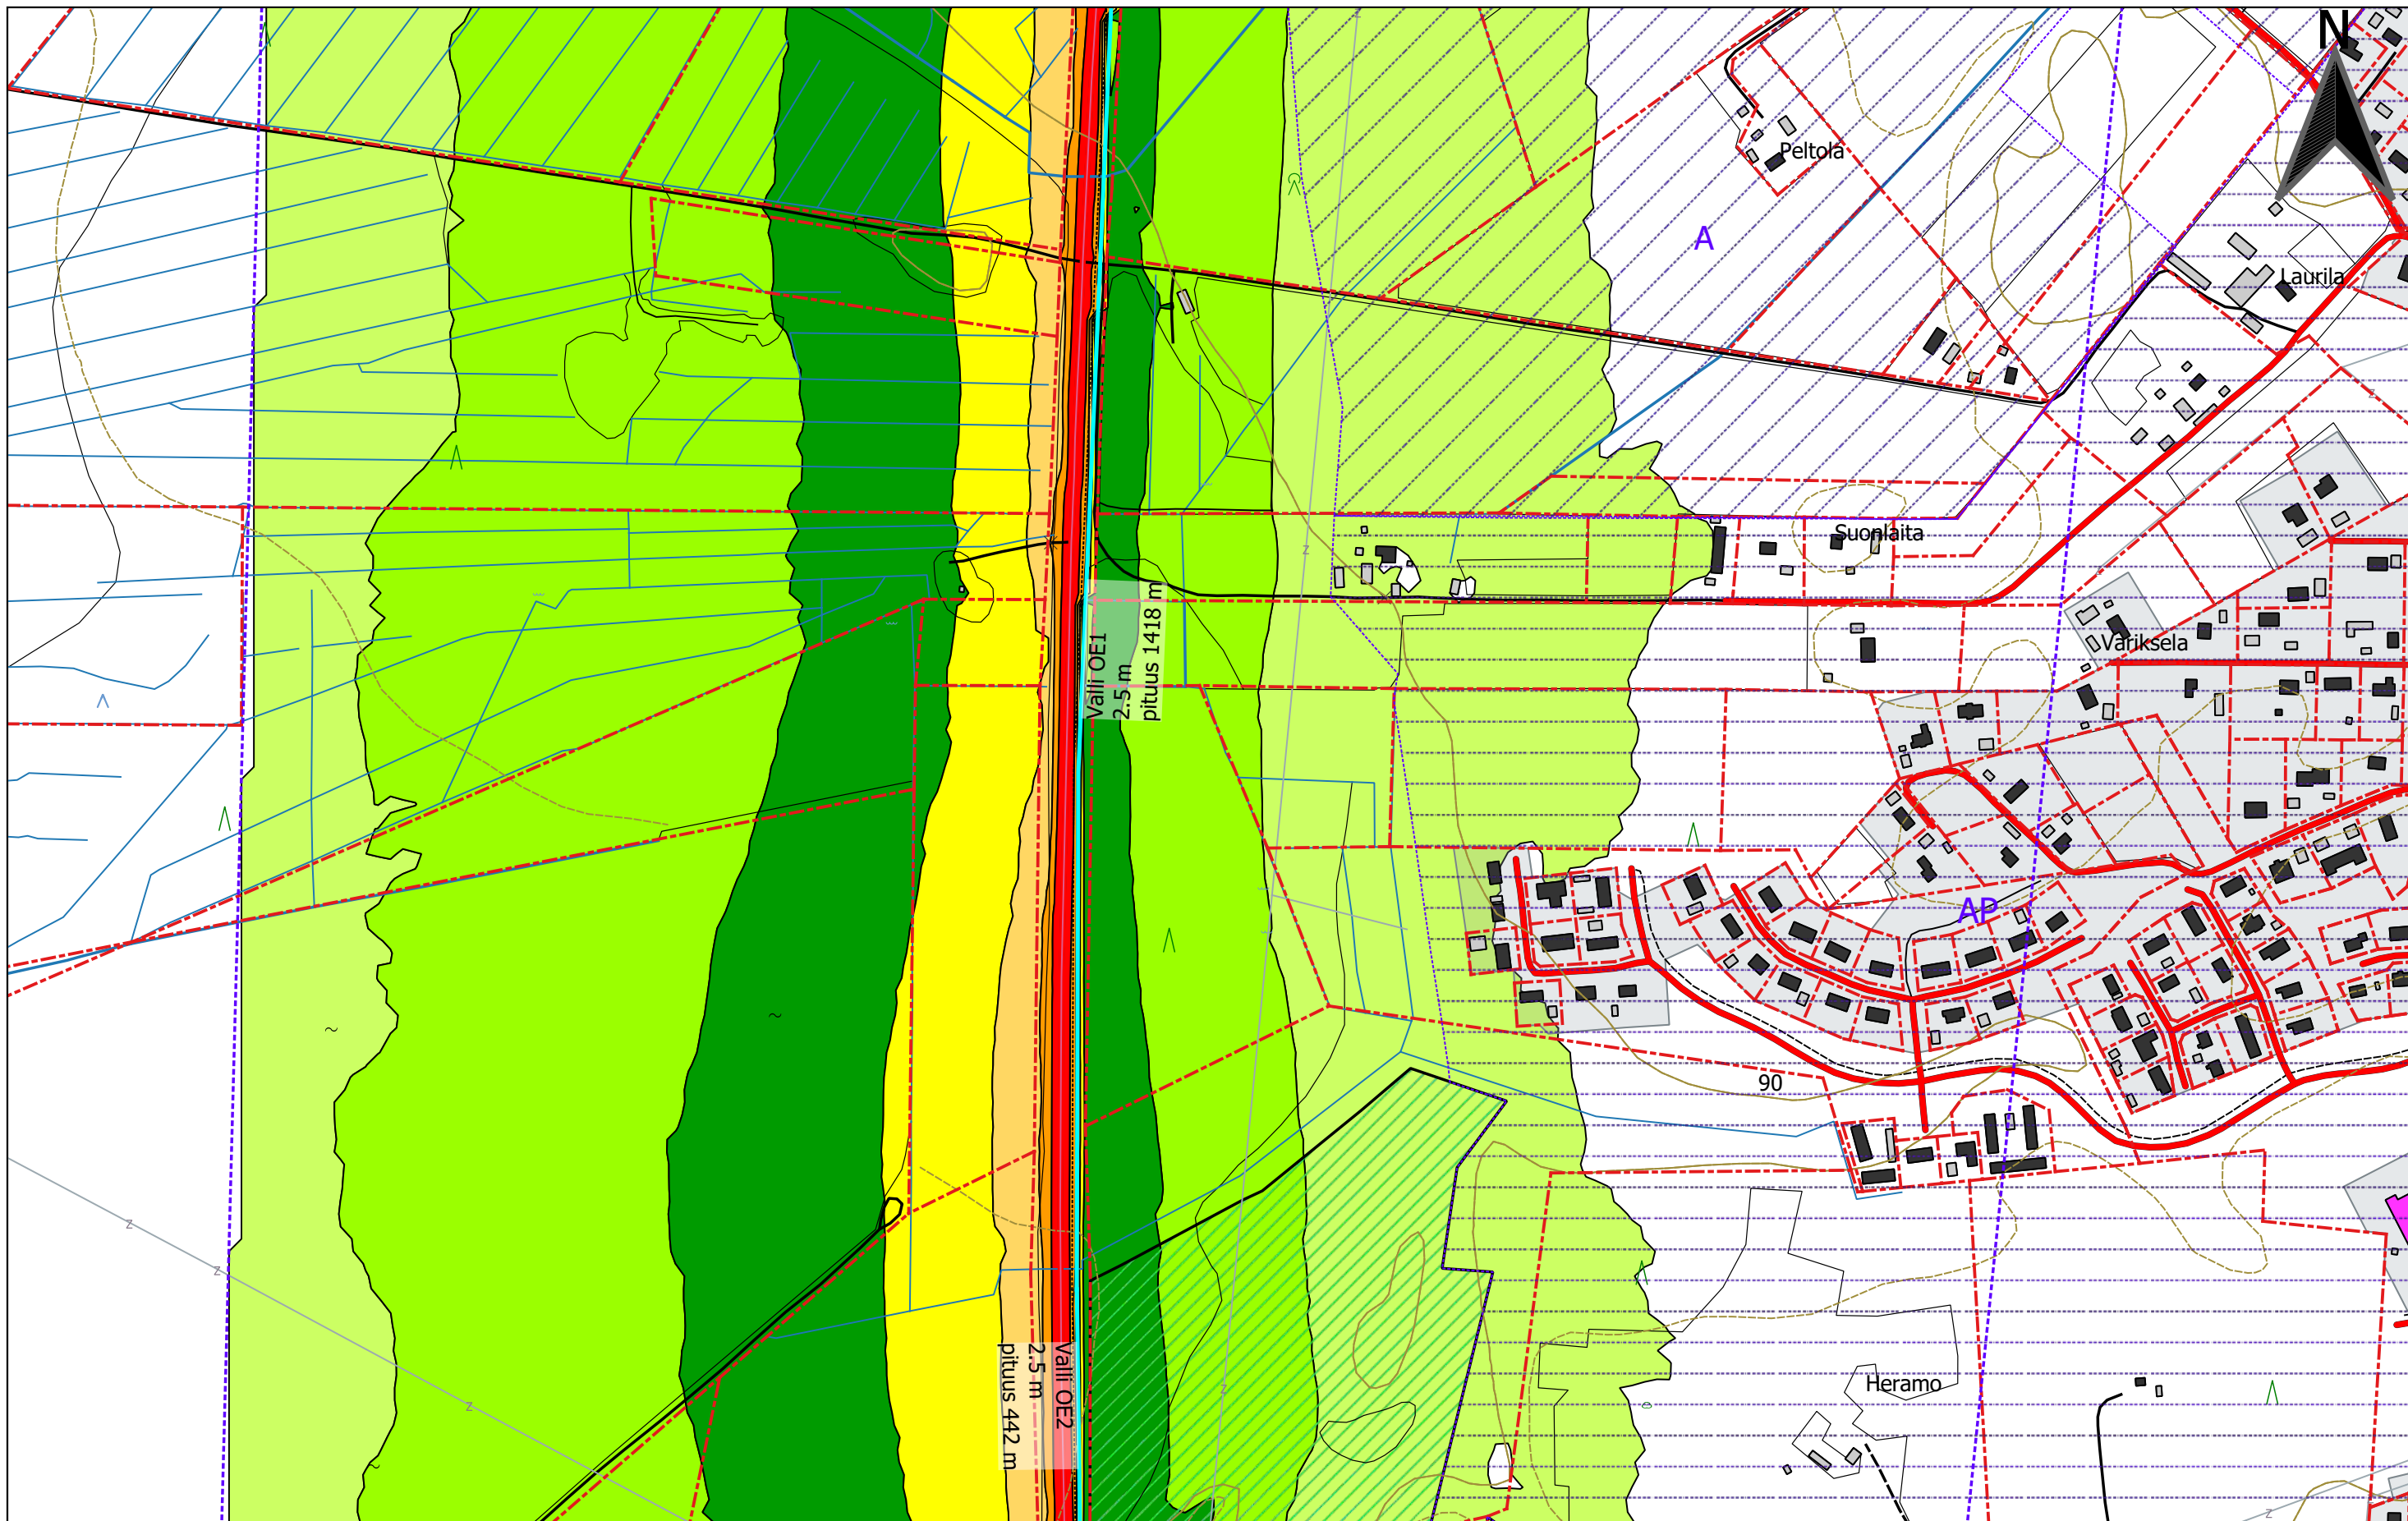 N
Peltola
A
Laurila
Suonlaita
Variksela
Valli OE1
2.5 m
pituus 1418 m
AP
90
Heramo
Valli OE2
2.5 m
pituus 442 m